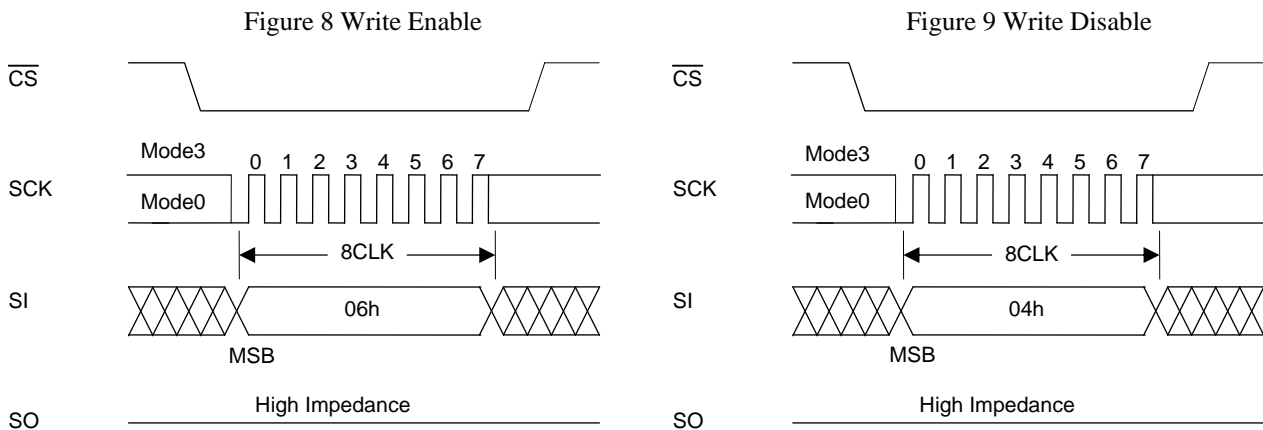 Figure 8 Write Enable
CS
Mode3
0 1 2 3 4 5 6 7
SCK
Mode0
8CLK
SI
06h
MSB
High Impedance
SO
Figure 9 Write Disable
CS
Mode3
0 1 2 3 4 5 6 7
SCK
Mode0
8CLK
SI
04h
MSB
High Impedance
SO